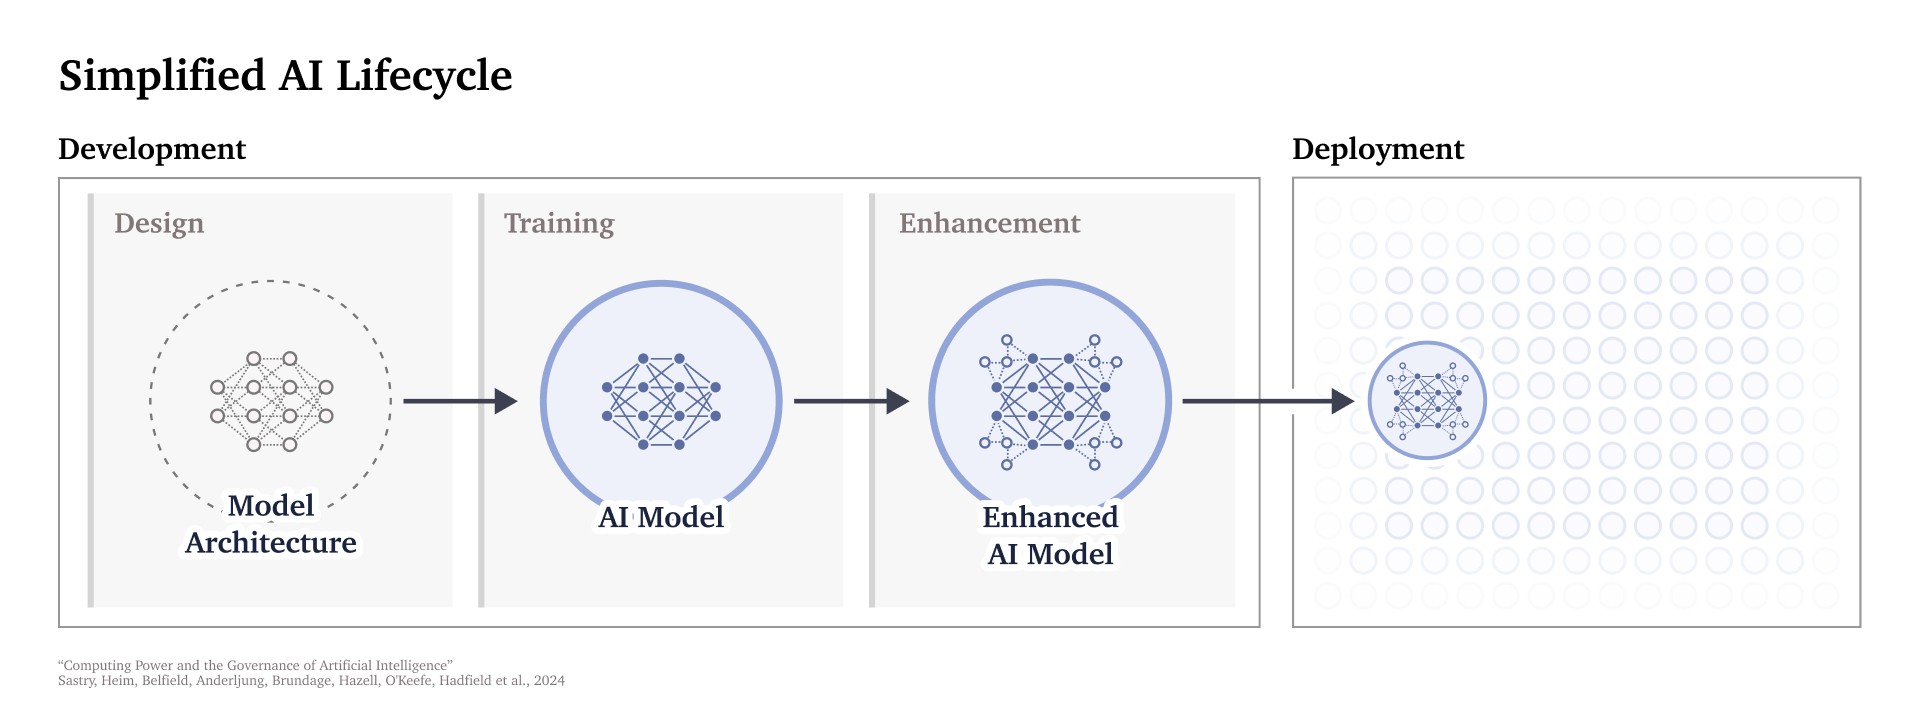 Simplified AI Lifecycle
Development
Deployment
Design
Training
Enhancement
Model
Architecture
AI Model
Enhanced
AI Model
“Computing Power and the Governance of Artificial Intelligence”
Sastry, Heim, Belfield, Anderljung, Brundage, Hazell, O'Keefe, Hadfield et al., 2024